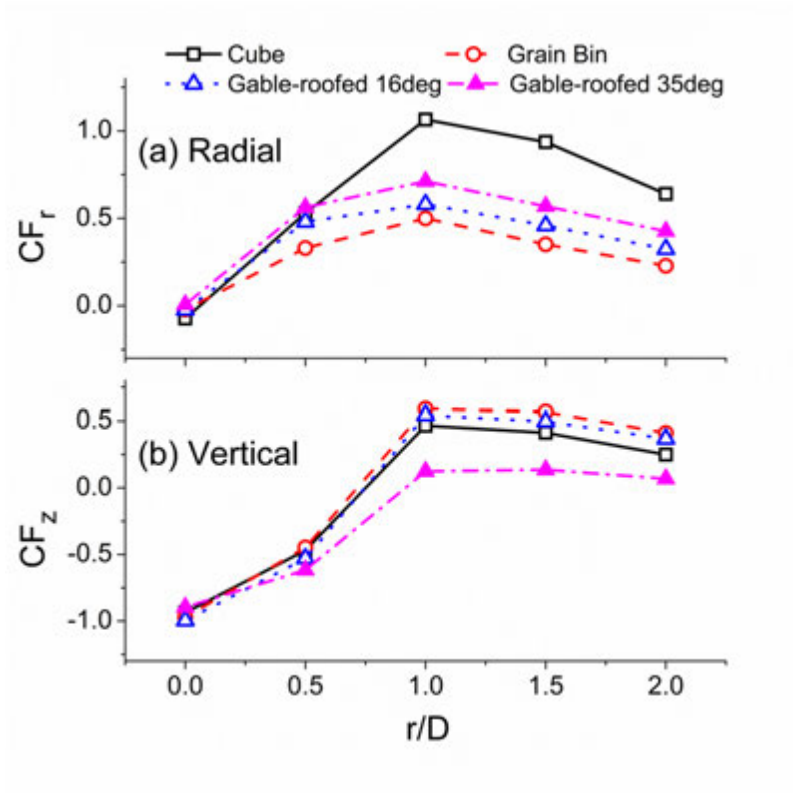 Cube Grain Bin
Gable-roofed 16deg Gable-roofed 35deg
(a) Radial
1.0
0.5
0.0
CFr
(b) Vertical
0.5
0.0
-0.5
-1.0
CFz
0.0 0.5 1.0 1.5 2.0
r/D